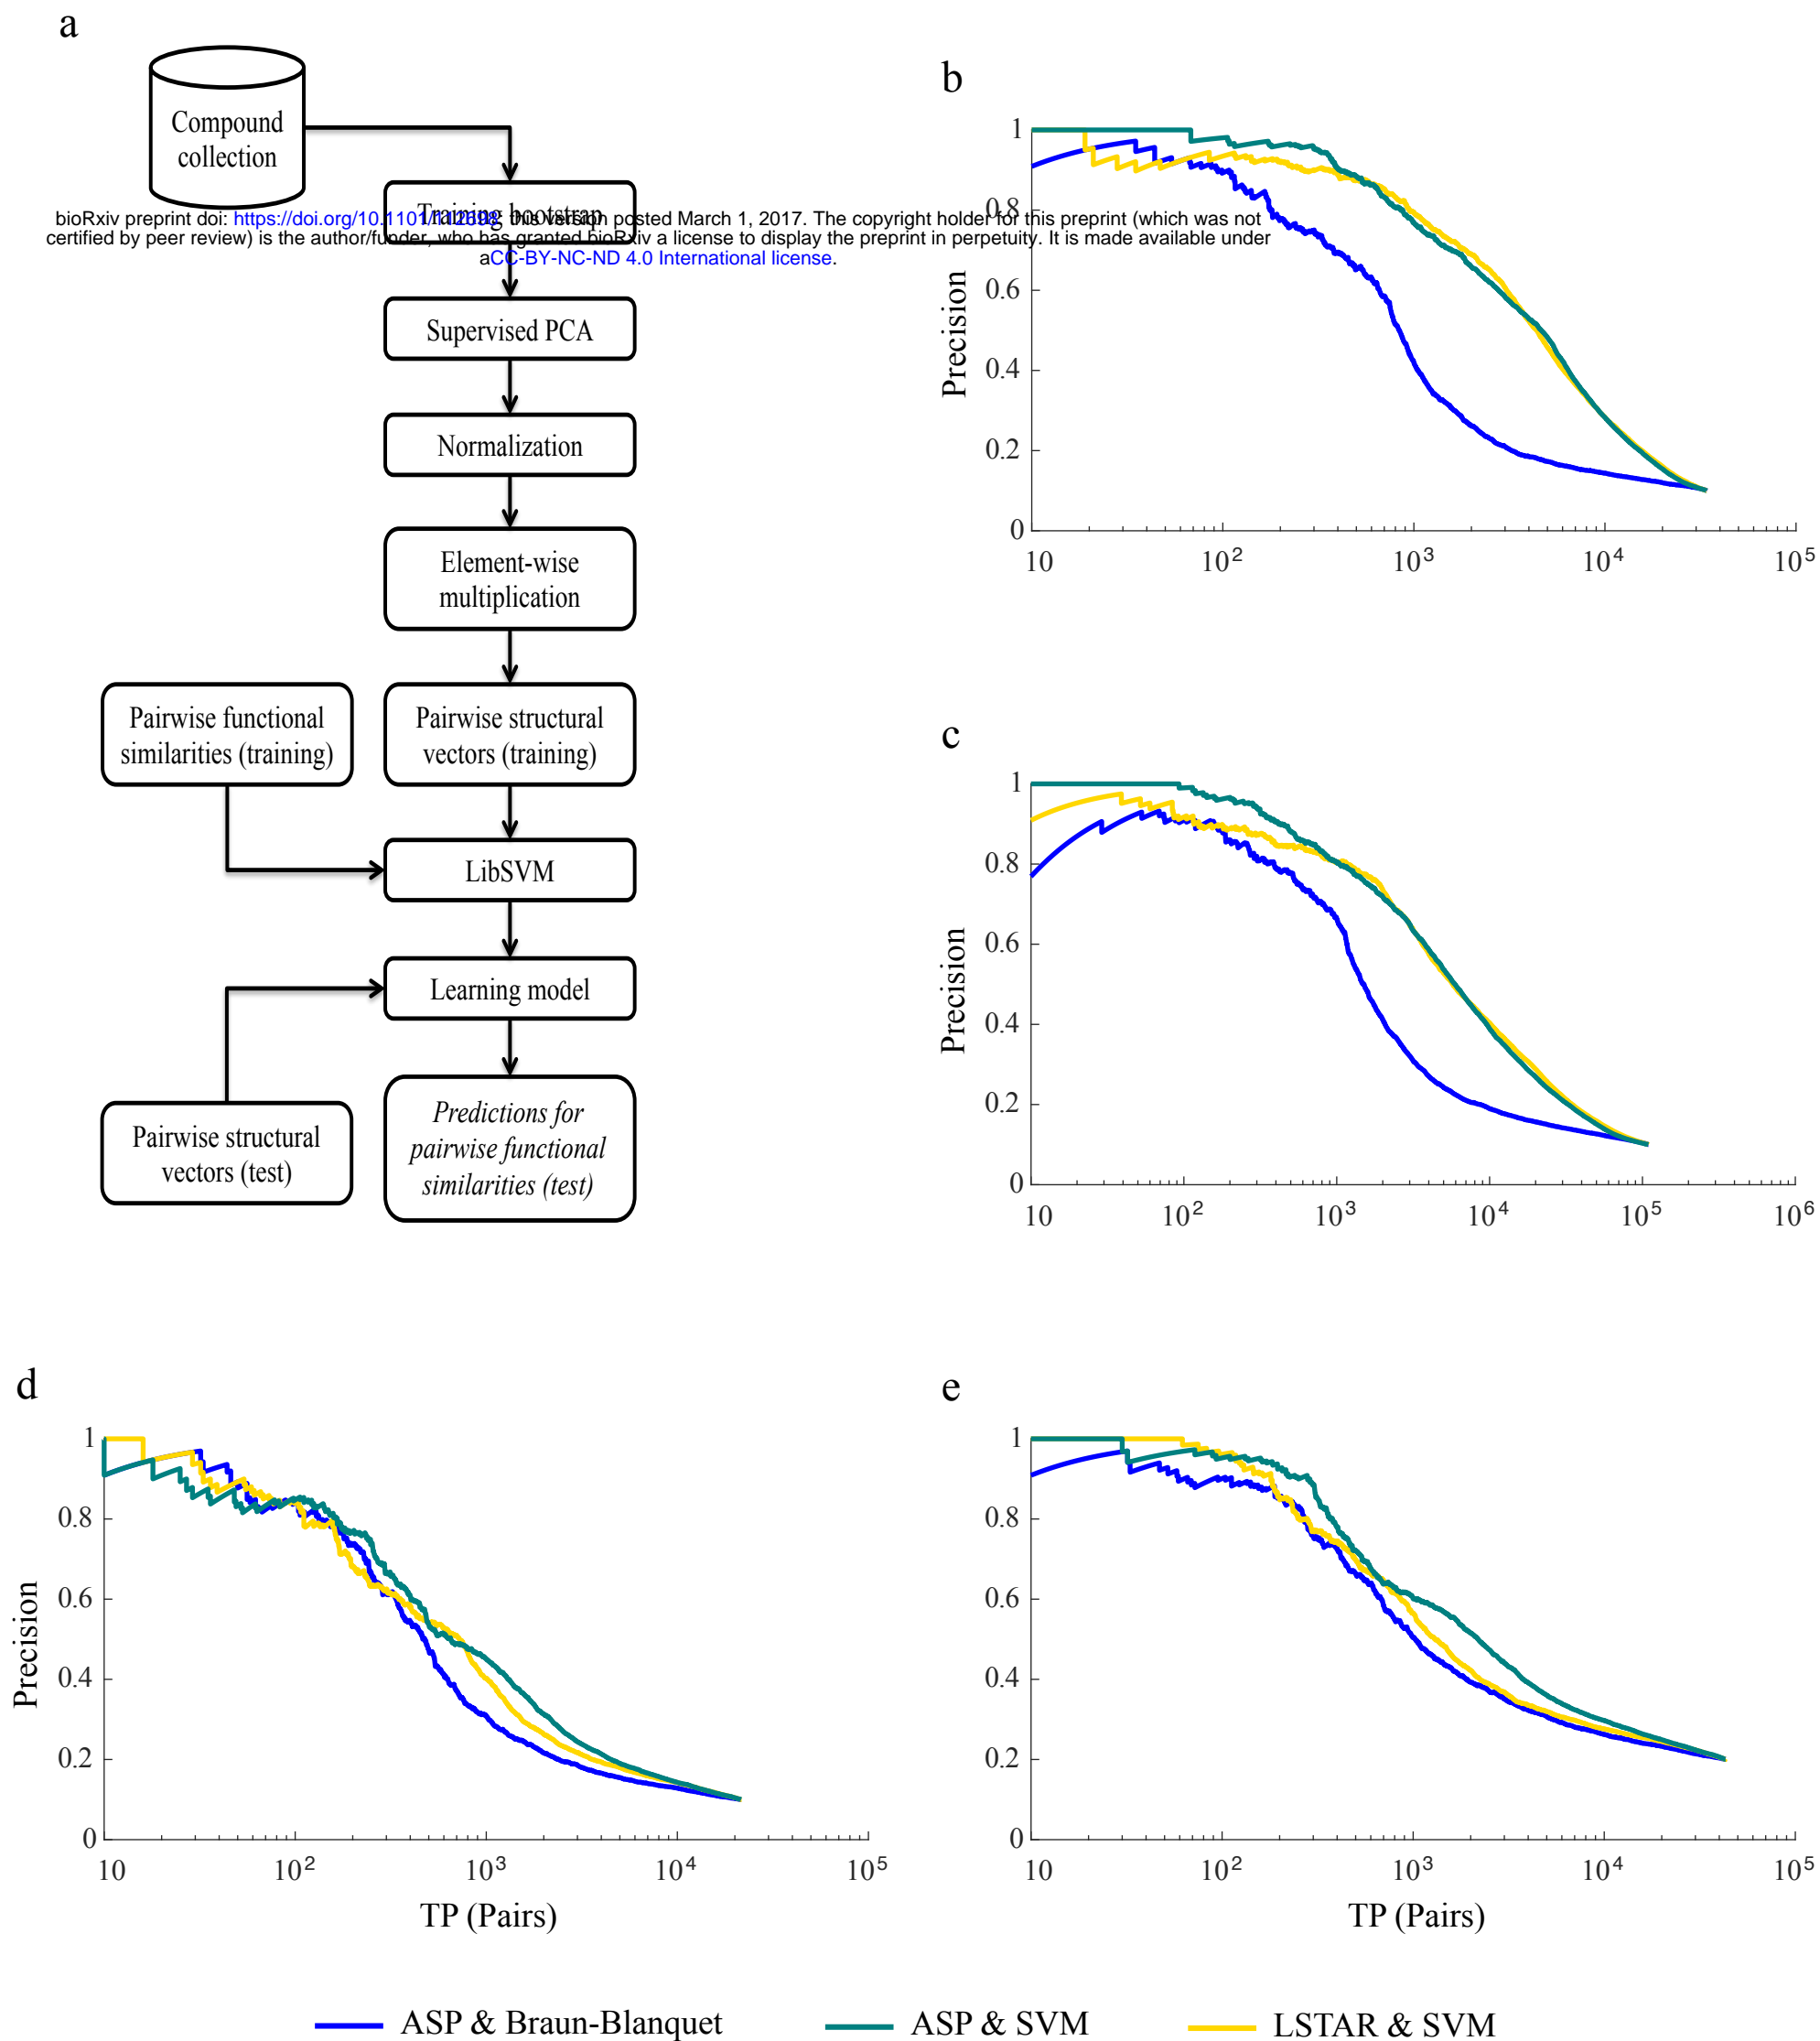 a
Compound
collection
Training bootstrap
bioRxiv preprint doi: https://doi.org/10.1101/112698; this version posted March 1, 2017. The copyright holder for this preprint (which was not
certified by peer review) is the author/funder, who has granted bioRxiv a license to display the preprint in perpetuity. It is made available under
aCC-BY-NC-ND 4.0 International license.
Supervised PCA
Normalization
Element-wise
multiplication
Pairwise functional
similarities (training)
Pairwise structural
vectors (training)
LibSVM
Learning model
Pairwise structural
vectors (test)
Predictions for
pairwise functional
similarities (test)
b
Precision
1
0.8
0.6
0.4
0.2
0
10 10² 10³ 10⁴ 10⁵
c
Precision
1
0.8
0.6
0.4
0.2
0
10 10² 10³ 10⁴ 10⁵ 10⁶
d
Precision
1
0.8
0.6
0.4
0.2
0
10 10² 10³ 10⁴ 10⁵
TP (Pairs)
e
1
0.8
0.6
0.4
0.2
0
10 10² 10³ 10⁴ 10⁵
TP (Pairs)
ASP & Braun-Blanquet ASP & SVM LSTAR & SVM